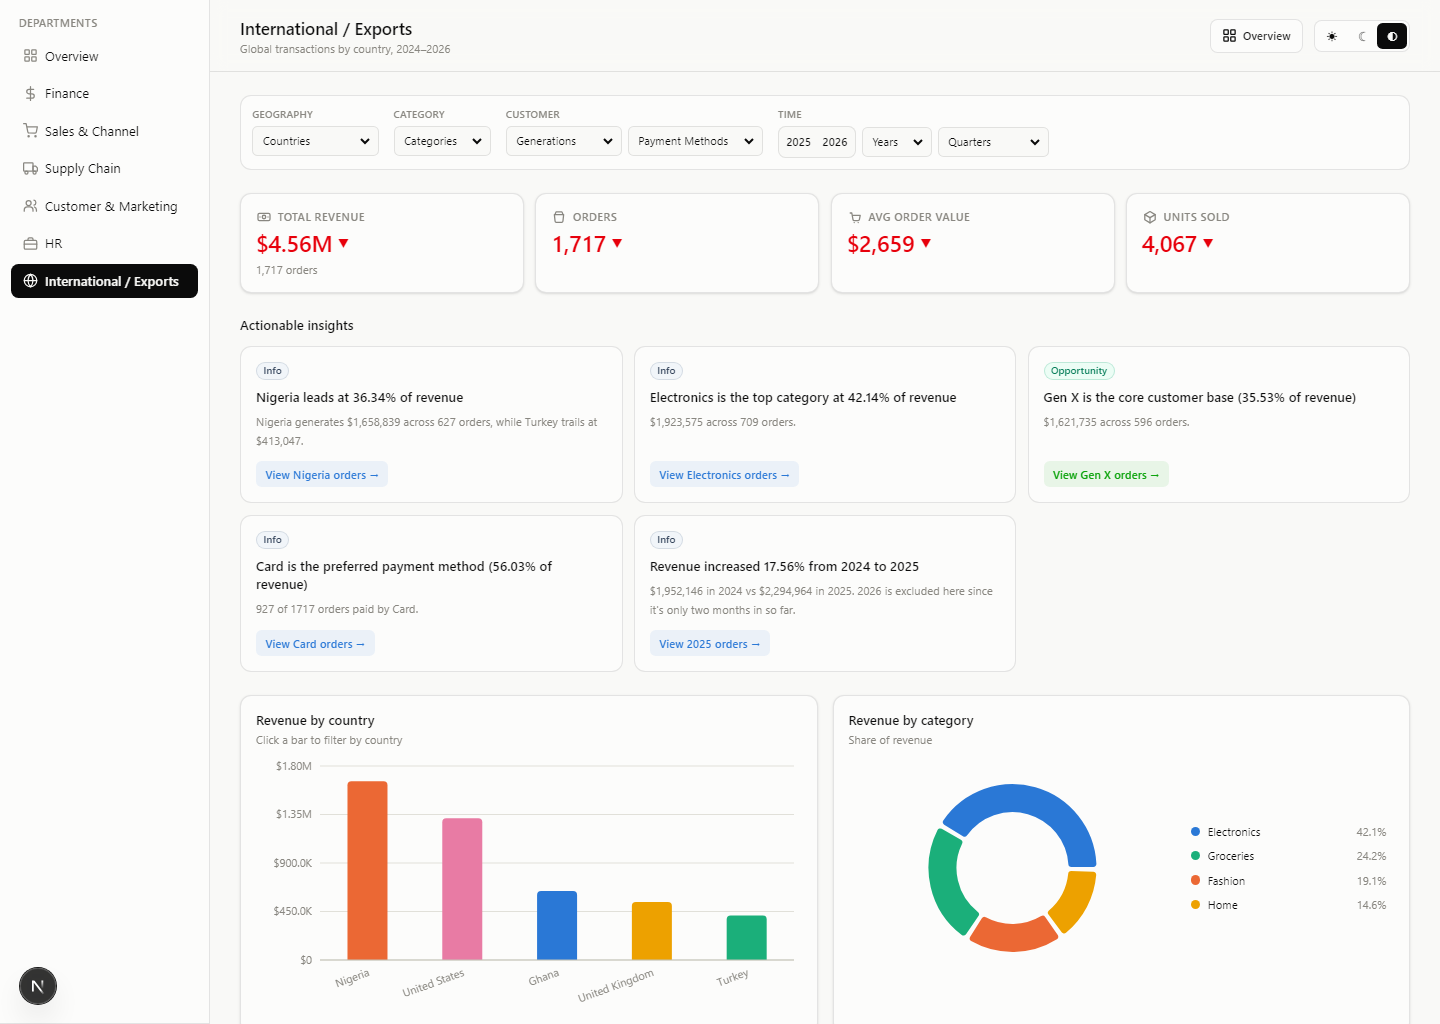 DEPARTMENTS
Overview
Finance
Sales & Channel
Supply Chain
Customer & Marketing
HR
International / Exports
N
International / Exports
Global transactions by country, 2024–2026
Overview
GEOGRAPHY
Countries
CATEGORY
Categories
CUSTOMER
Generations
Payment Methods
TIME
2025 2026
Years
Quarters
TOTAL REVENUE
$4.56M ▼
1,717 orders
ORDERS
1,717 ▼
AVG ORDER VALUE
$2,659 ▼
UNITS SOLD
4,067 ▼
Actionable insights
Info
Nigeria leads at 36.34% of revenue
Nigeria generates $1,658,839 across 627 orders, while Turkey trails at
$413,047.
View Nigeria orders →
Info
Electronics is the top category at 42.14% of revenue
$1,923,575 across 709 orders.
View Electronics orders →
Opportunity
Gen X is the core customer base (35.53% of revenue)
$1,621,735 across 596 orders.
View Gen X orders →
Info
Card is the preferred payment method (56.03% of
revenue)
927 of 1717 orders paid by Card.
View Card orders →
Info
Revenue increased 17.56% from 2024 to 2025
$1,952,146 in 2024 vs $2,294,964 in 2025. 2026 is excluded here since
it's only two months in so far.
View 2025 orders →
Revenue by country
Click a bar to filter by country
$1.80M
$1.35M
$900.0K
$450.0K
$0
Nigeria
United States
Ghana
United Kingdom
Turkey
Revenue by category
Share of revenue
Electronics 42.1%
Groceries 24.2%
Fashion 19.1%
Home 14.6%